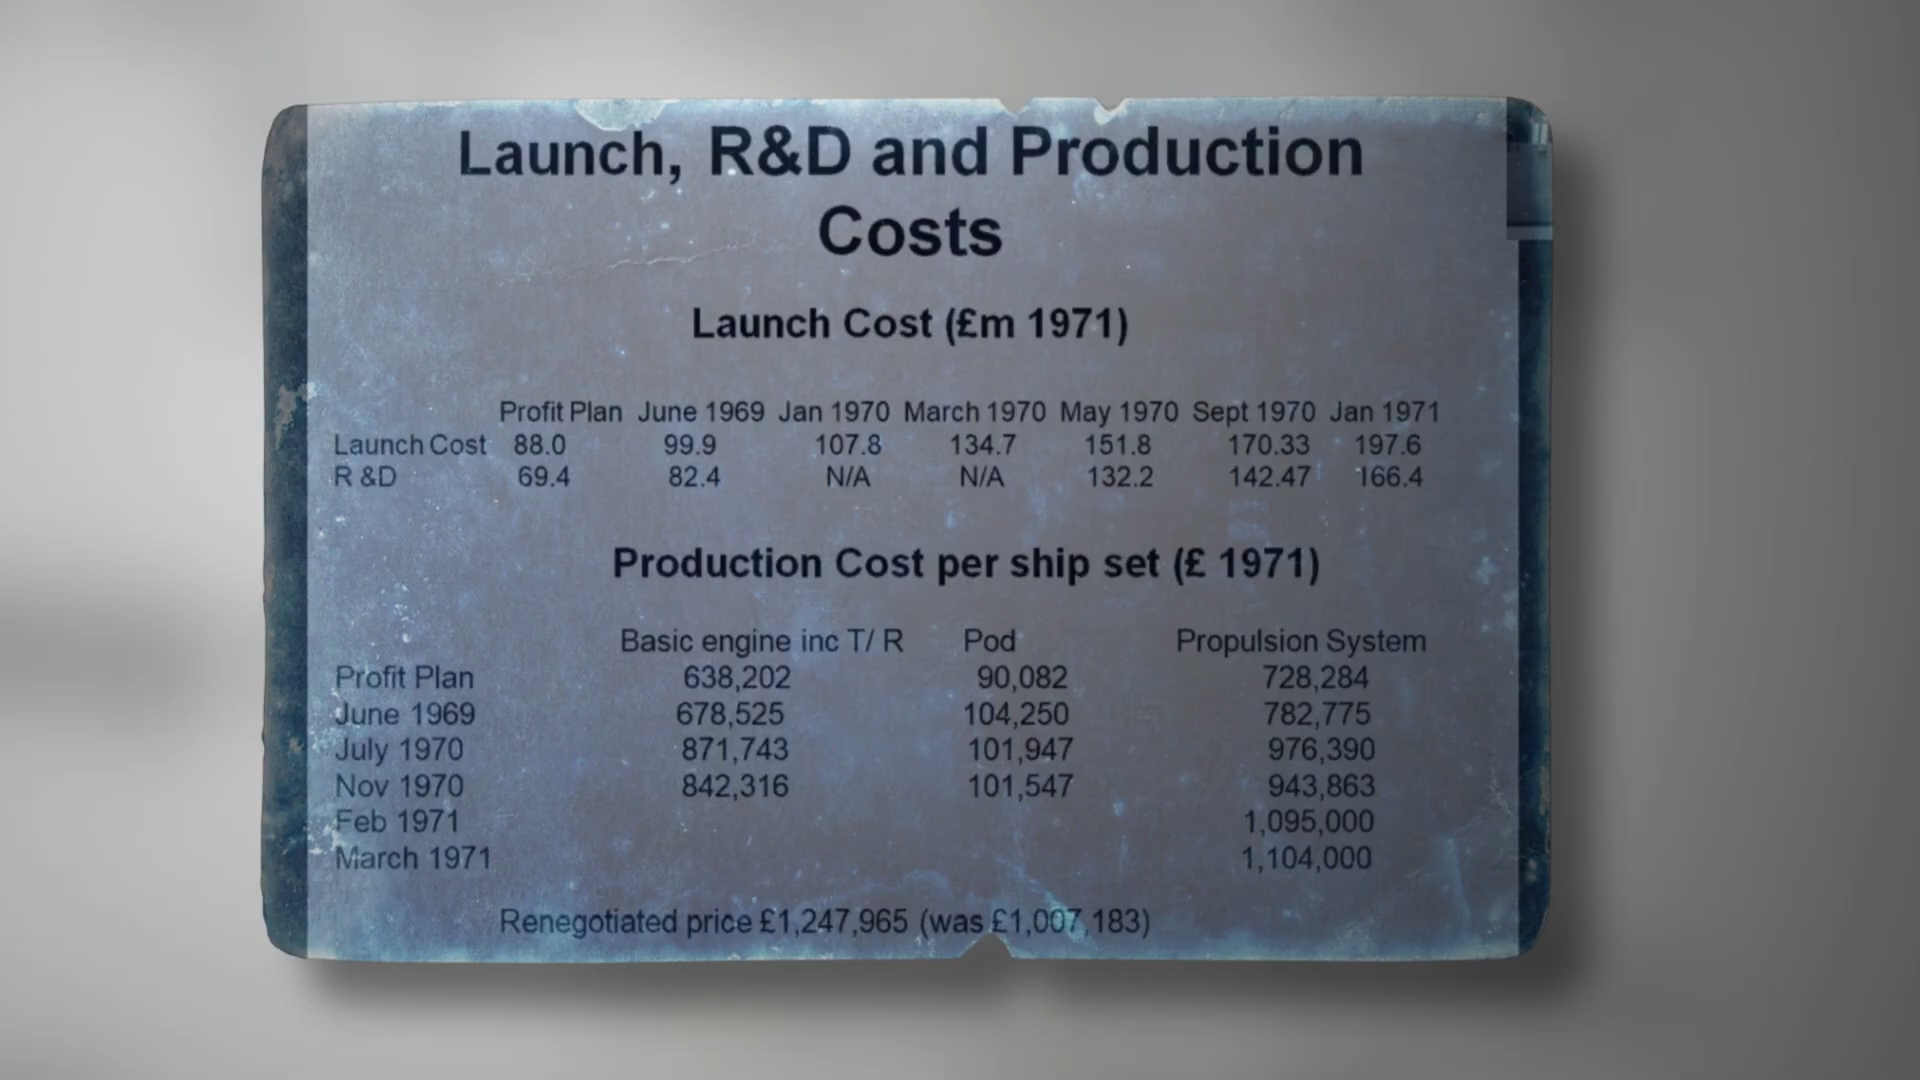 Launch, R&D and Production
Costs
Launch Cost (£m 1971)
Profit Plan June 1969 Jan 1970 March 1970 May 1970 Sept 1970 Jan 1971
Launch Cost 88.0 99.9 107.8 134.7 151.8 170.33 197.6
R &D 69.4 82.4 N/A N/A 132.2 142.47 166.4
Production Cost per ship set (£ 1971)
Basic engine inc T/ R Pod Propulsion System
Profit Plan 638,202 90,082 728,284
June 1969 678,525 104,250 782,775
July 1970 871,743 101,947 976,390
Nov 1970 842,316 101,547 943,863
Feb 1971 1,095,000
March 1971 1,104,000
Renegotiated price £1,247,965 (was £1,007,183)